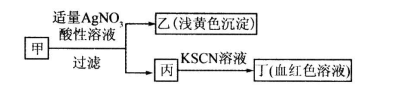 适量AgNO₃
酸性溶液
过滤
甲
乙(浅黄色沉淀)
丙
KSCN溶液
丁(血红色溶液)